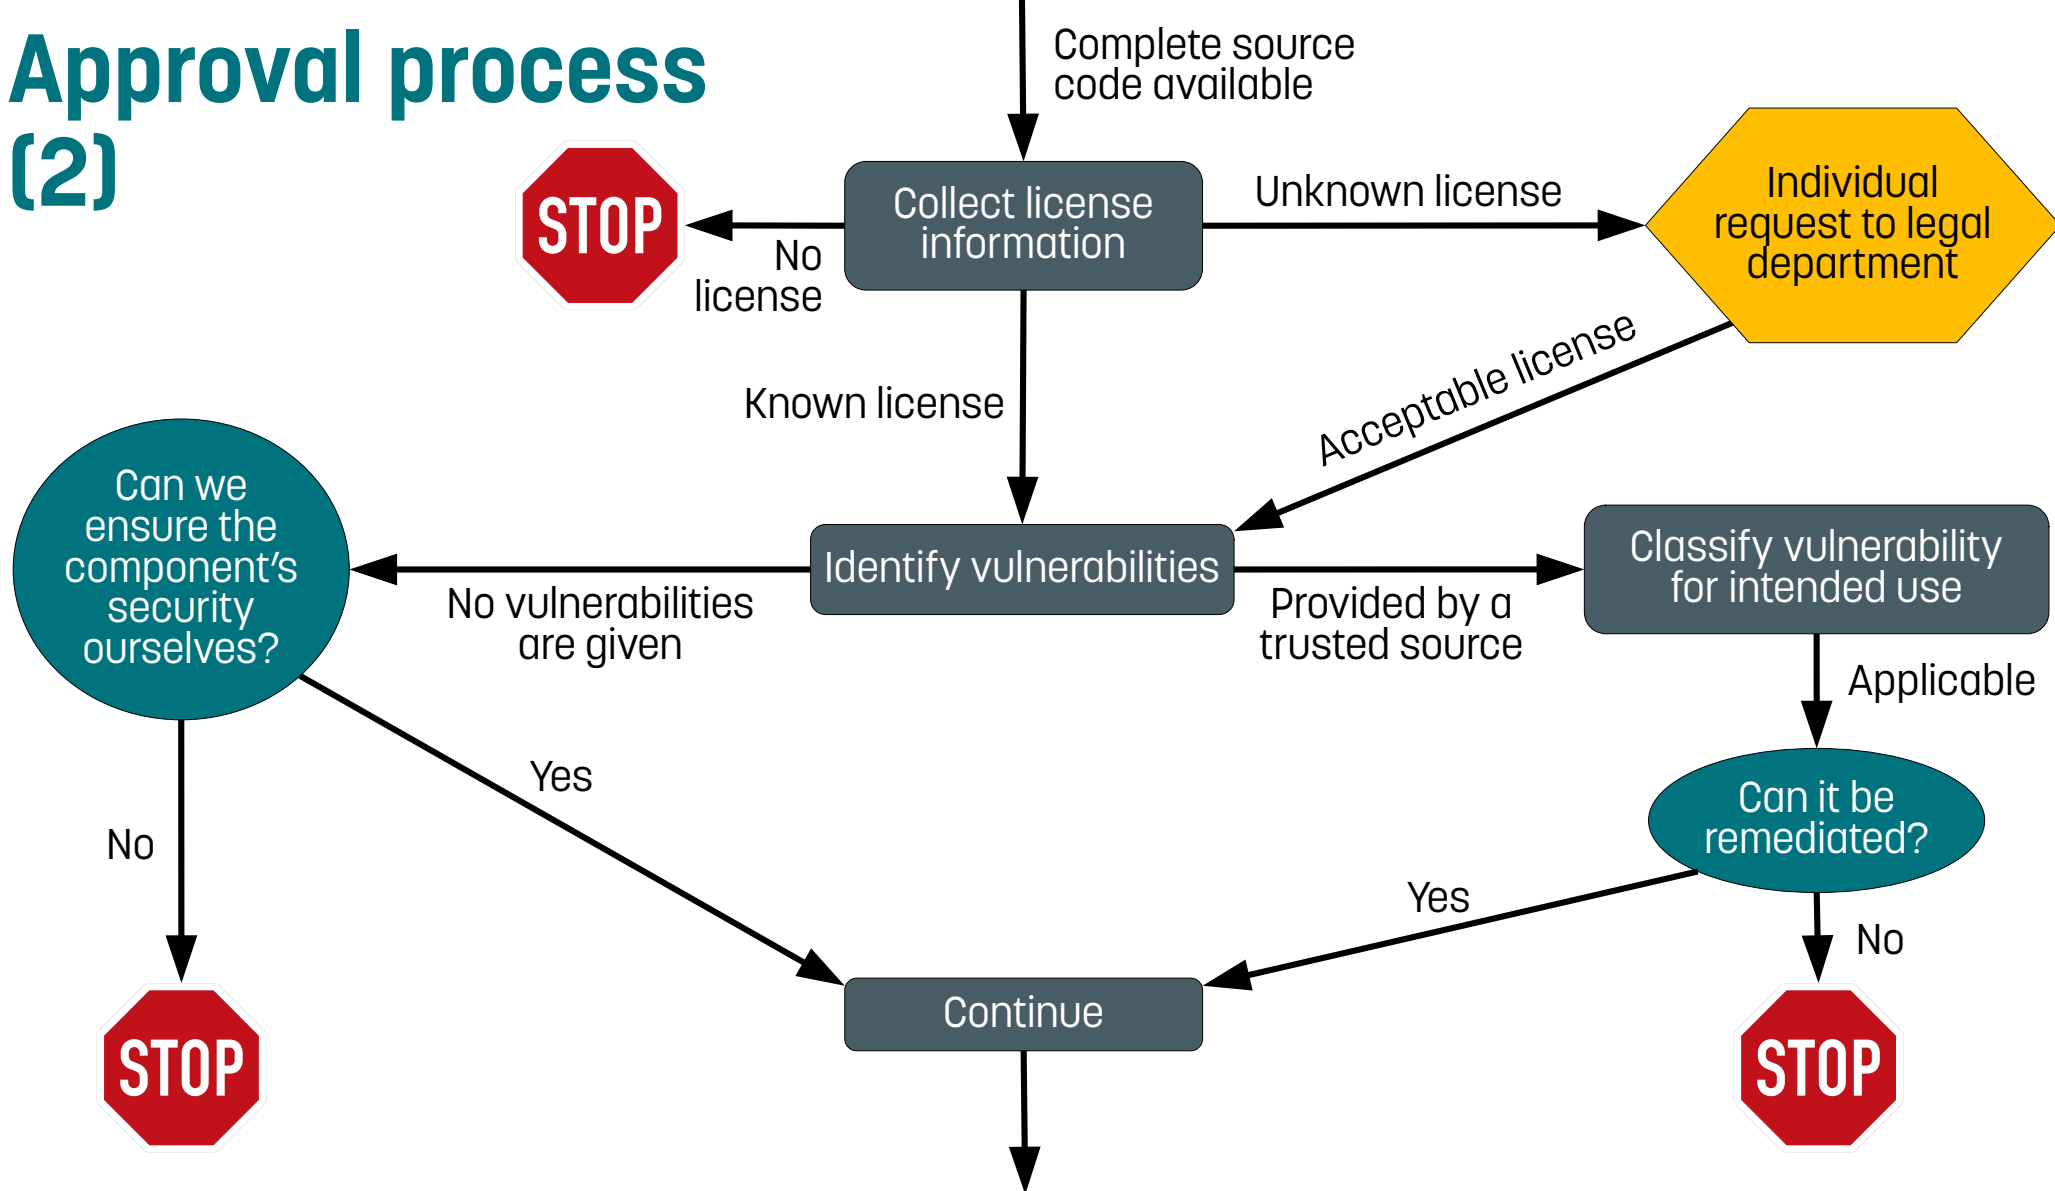 Approval process
(2)
Complete source
code available
STOP
No
license
Collect license
information
Unknown license
Individual
request to legal
department
Known license
Acceptable license
Can we
ensure the
component’s
security
ourselves?
No vulnerabilities
are given
Identify vulnerabilities
Provided by a
trusted source
Classify vulnerability
for intended use
Applicable
Yes
No
Can it be
remediated?
Yes
No
Continue
STOP
STOP